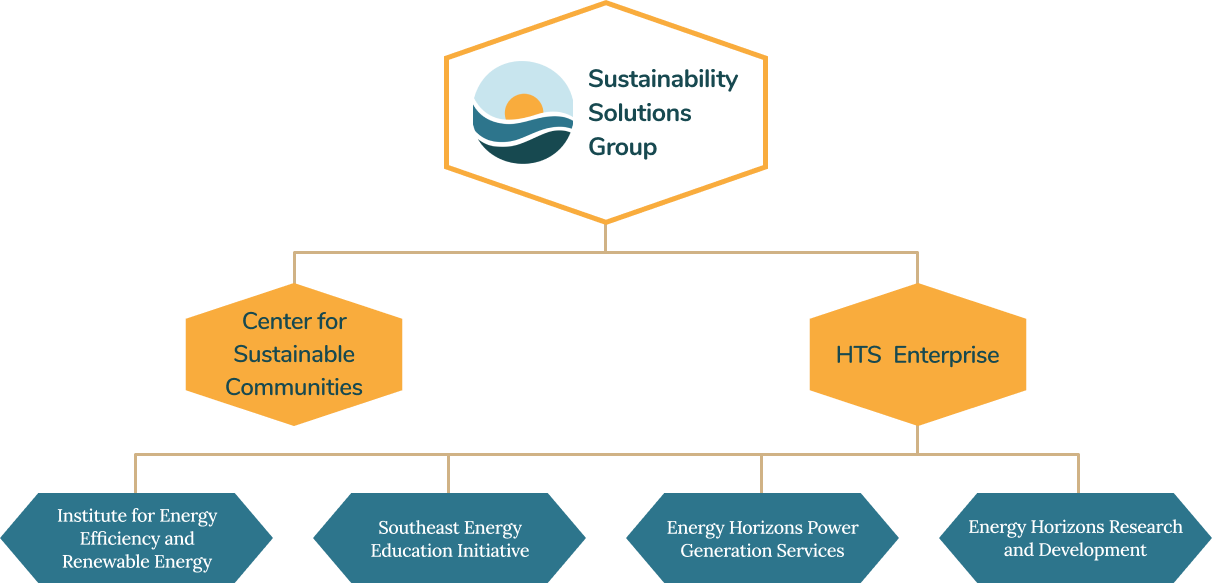 Sustainability
Solutions
Group
Center for
Sustainable
Communities
HTS Enterprise
Institute for Energy
Efficiency and
Renewable Energy
Southeast Energy
Education Initiative
Energy Horizons Power
Generation Services
Energy Horizons Research
and Development